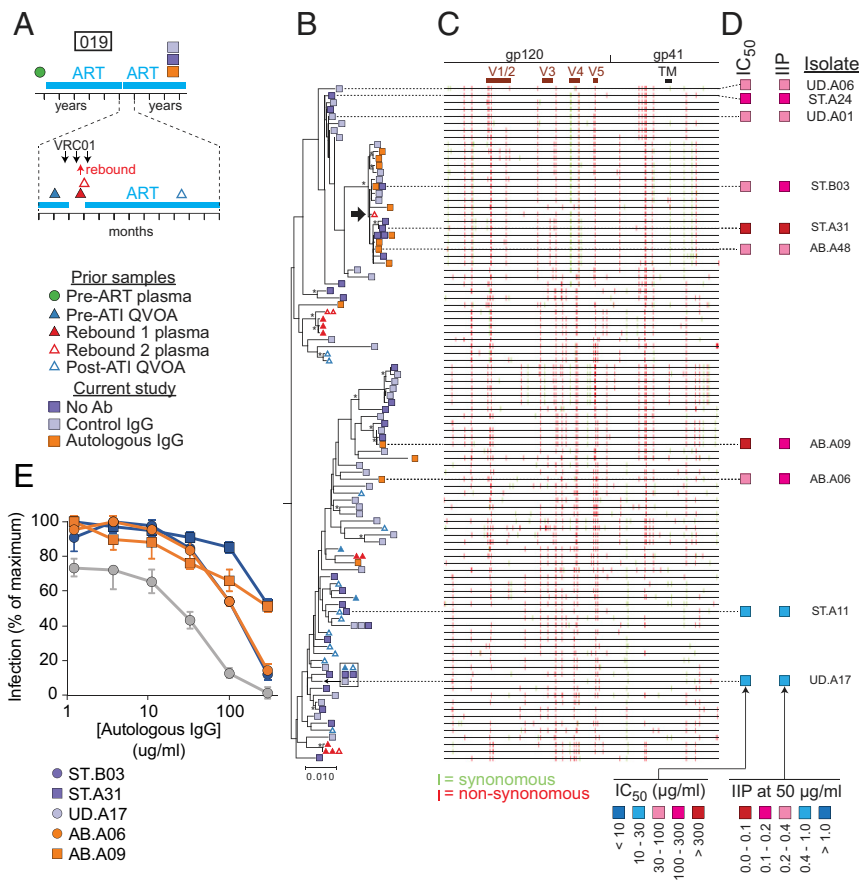 A
019
ART
ART
years
years
VRC01
rebound
ART
months
Prior samples
Pre-ART plasma
Pre-ATI QVOA
Rebound 1 plasma
Rebound 2 plasma
Post-ATI QVOA
Current study
No Ab
Control IgG
Autologous IgG
B
*
*
*
*
*
*
*
*
*
*
*
*
0.010
C
gp120
gp41
V1/2
V3
V4
V5
TM
I = synonomous
I = non-synonomous
D
IC50
IIP
Isolate
UD.A06
ST.A24
UD.A01
ST.B03
ST.A31
AB.A48
AB.A09
AB.A06
ST.A11
UD.A17
IC50 (µg/ml)
< 10
10 - 30
30 - 100
100 - 300
> 300
IIP at 50 µg/ml
0.0 - 0.1
0.1 - 0.2
0.2 - 0.4
0.4 - 1.0
> 1.0
E
Infection (% of maximum)
100
80
60
40
20
0
1
10
100
[Autologous IgG]
(ug/ml)
ST.B03
ST.A31
UD.A17
AB.A06
AB.A09